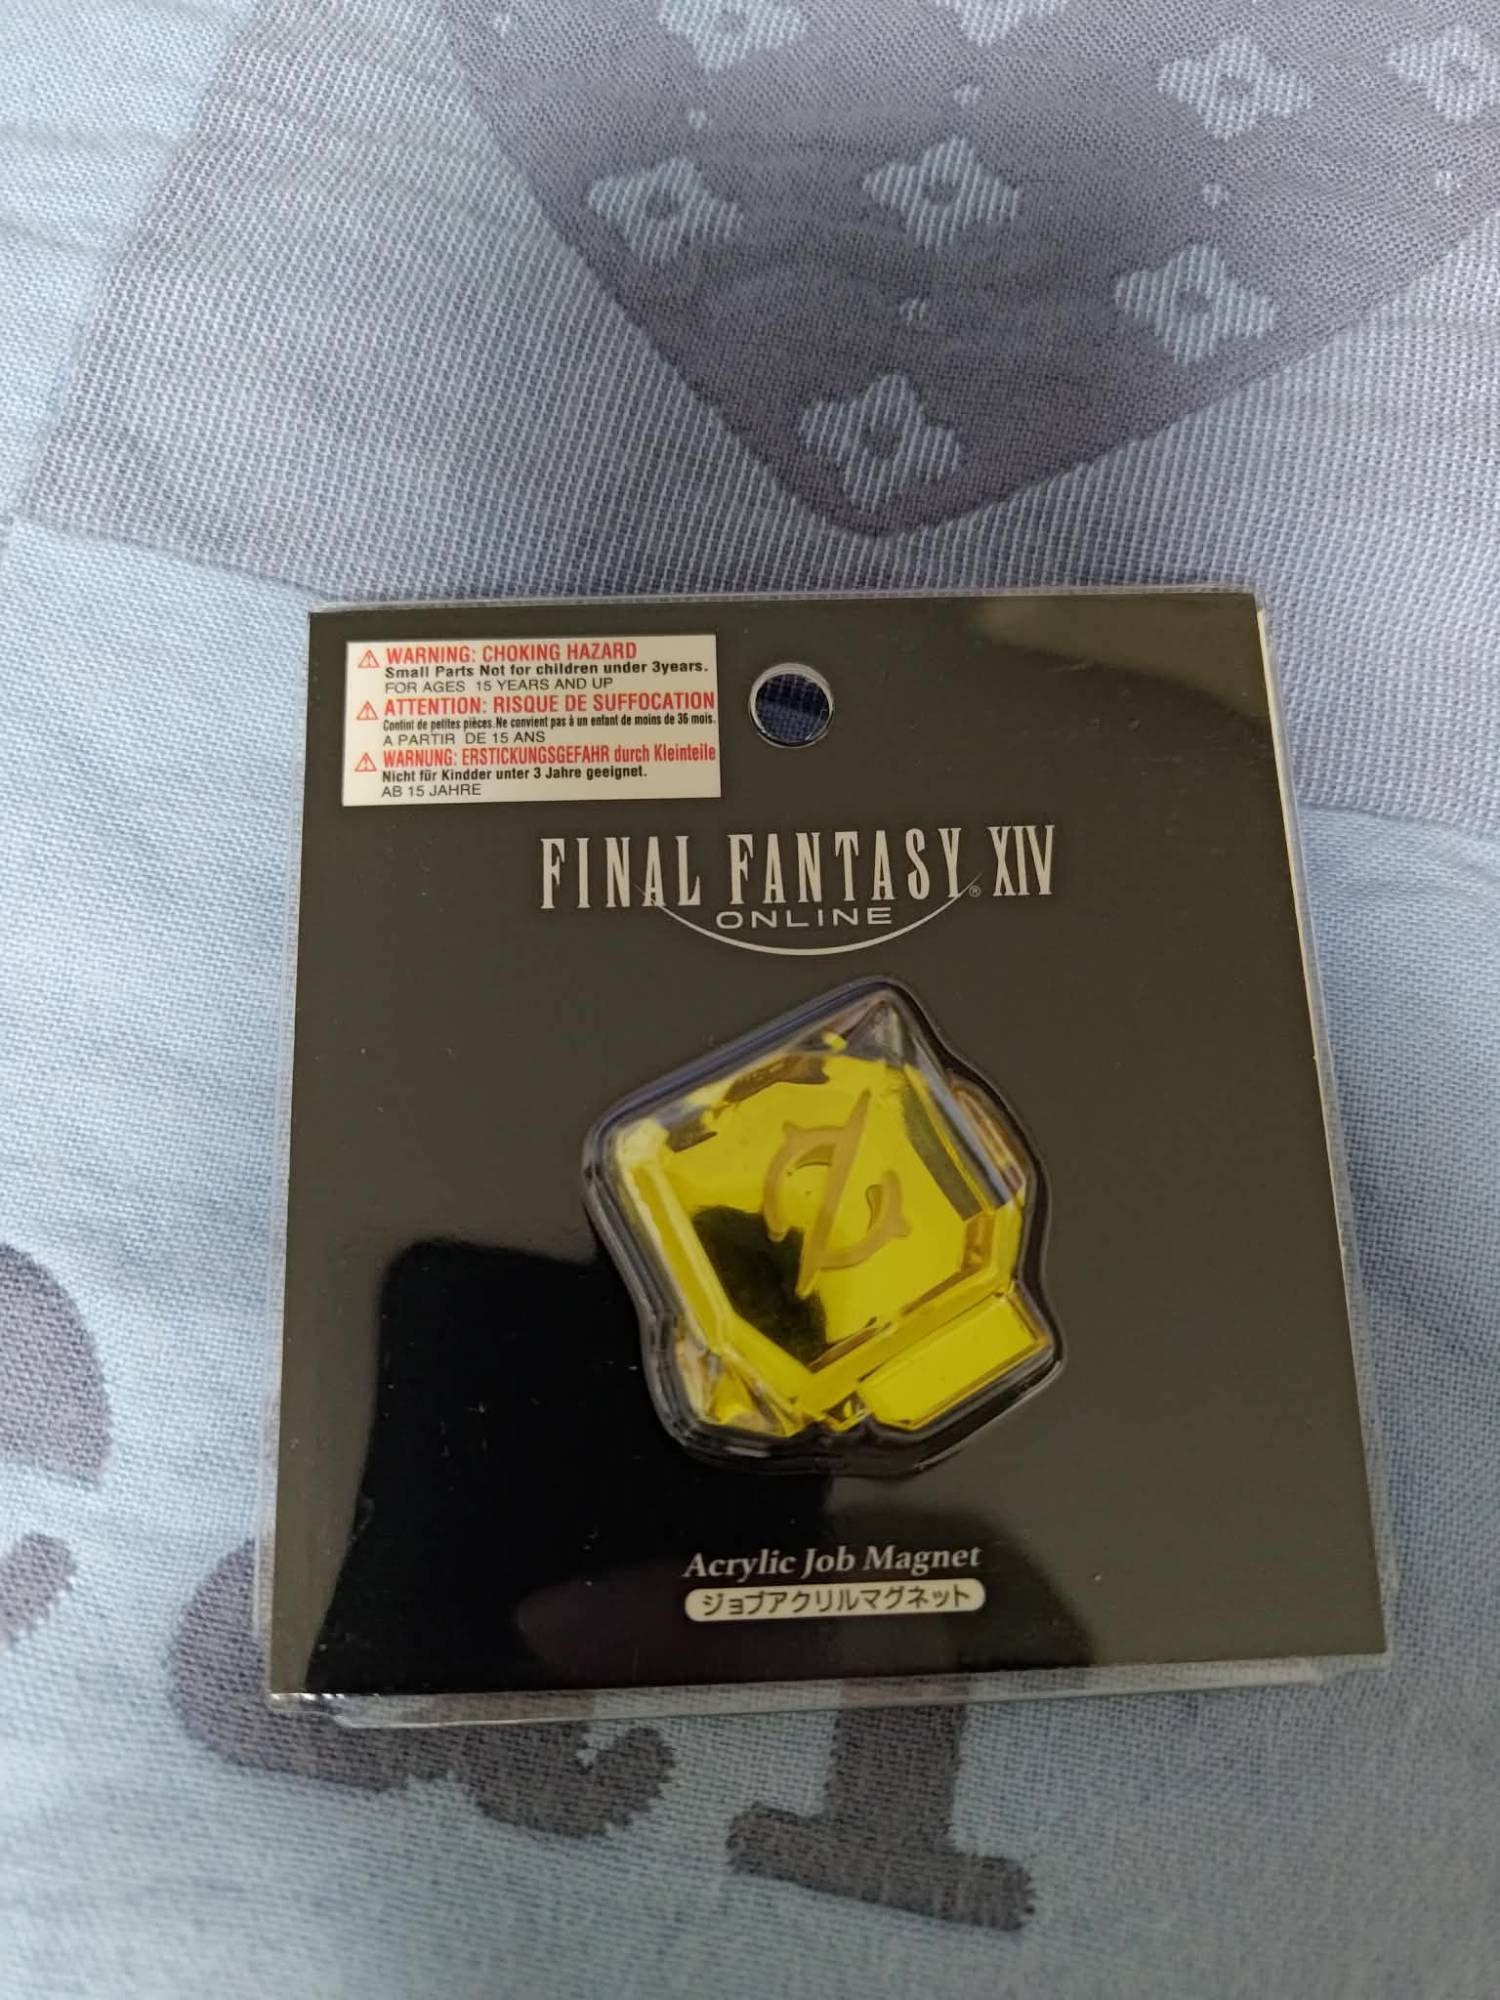 WARNING: CHOKING HAZARD
Small Parts Not for children under 3years.
FOR AGES 15 YEARS AND UP
ATTENTION: RISQUE DE SUFFOCATION
Contint de petites pièces. Ne convient pas à un enfant de moins de 36 mois.
A PARTIR DE 15 ANS
WARNUNG: ERSTICKUNGSGEFAHR durch Kleinteile
Nicht für Kindder unter 3 Jahre geeignet.
AB 15 JAHRE
FINAL FANTASY® XIV
ONLINE
Acrylic Job Magnet
ジョブアクリルマグネット